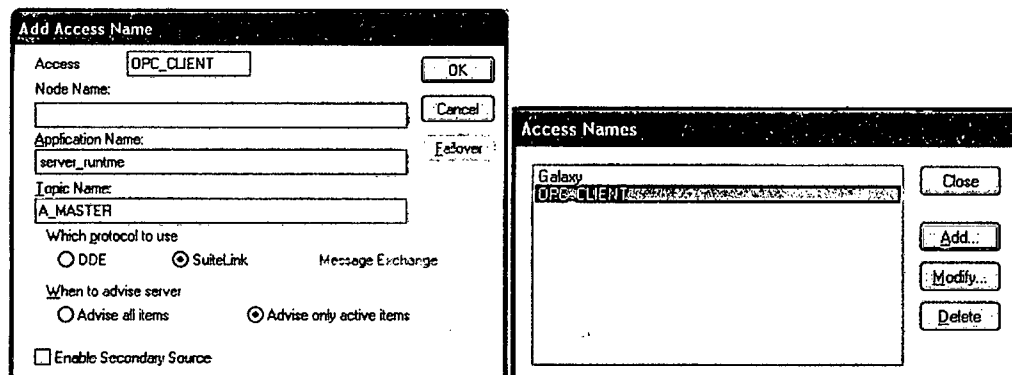 Add Access Name
Access OPC_CLIENT
OK
Node Name:
Cancel
Application Name:
Failover
server_runtme
Topic Name:
A_MASTER
Which protocol to use
DDE SuiteLink Message Exchange
When to advise server
Advise all items Advise only active items
Enable Secondary Source
Access Names
Galaxy
OPC_CLIENT
Close
Add...
Modify...
Delete